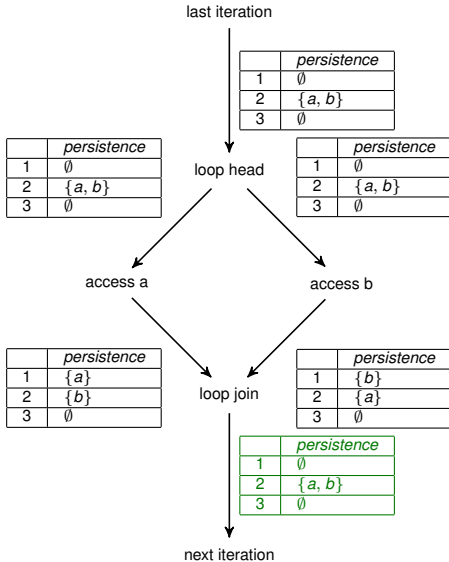 last iteration
persistence
1 ∅
2 {a, b}
3 ∅
persistence
1 ∅
2 {a, b}
3 ∅
loop head
persistence
1 ∅
2 {a, b}
3 ∅
access a
access b
persistence
1 {a}
2 {b}
3 ∅
loop join
persistence
1 {b}
2 {a}
3 ∅
persistence
1 ∅
2 {a, b}
3 ∅
next iteration